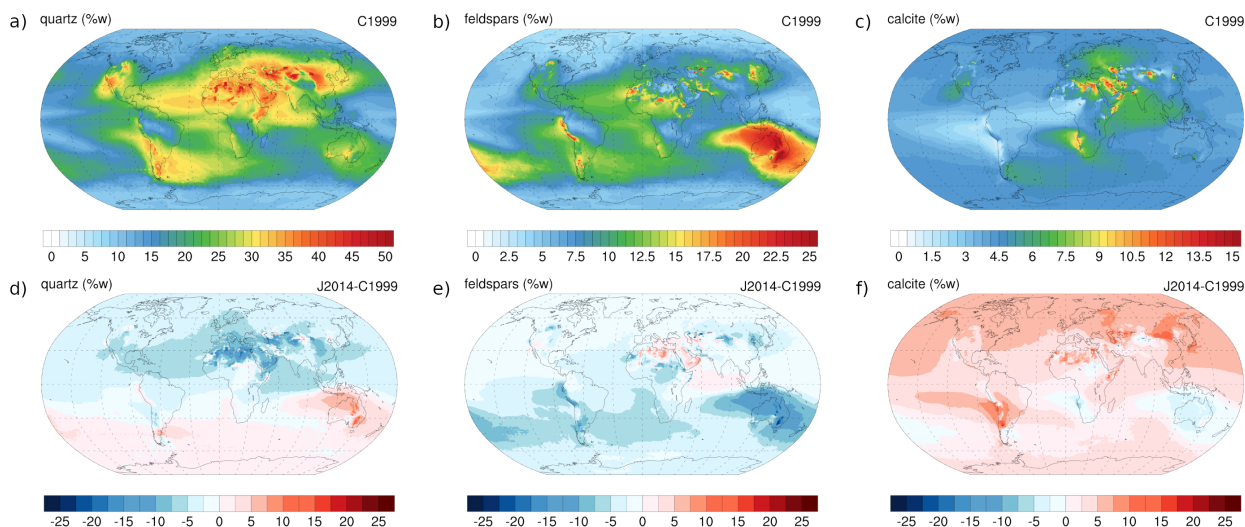 a) quartz (%w) C1999
b) feldspars (%w) C1999
c) calcite (%w) C1999
0 5 10 15 20 25 30 35 40 45 50
0 2.5 5 7.5 10 12.5 15 17.5 20 22.5 25
0 1.5 3 4.5 6 7.5 9 10.5 12 13.5 15
d) quartz (%w) J2014-C1999
e) feldspars (%w) J2014-C1999
f) calcite (%w) J2014-C1999
-25 -20 -15 -10 -5 0 5 10 15 20 25
-25 -20 -15 -10 -5 0 5 10 15 20 25
-25 -20 -15 -10 -5 0 5 10 15 20 25